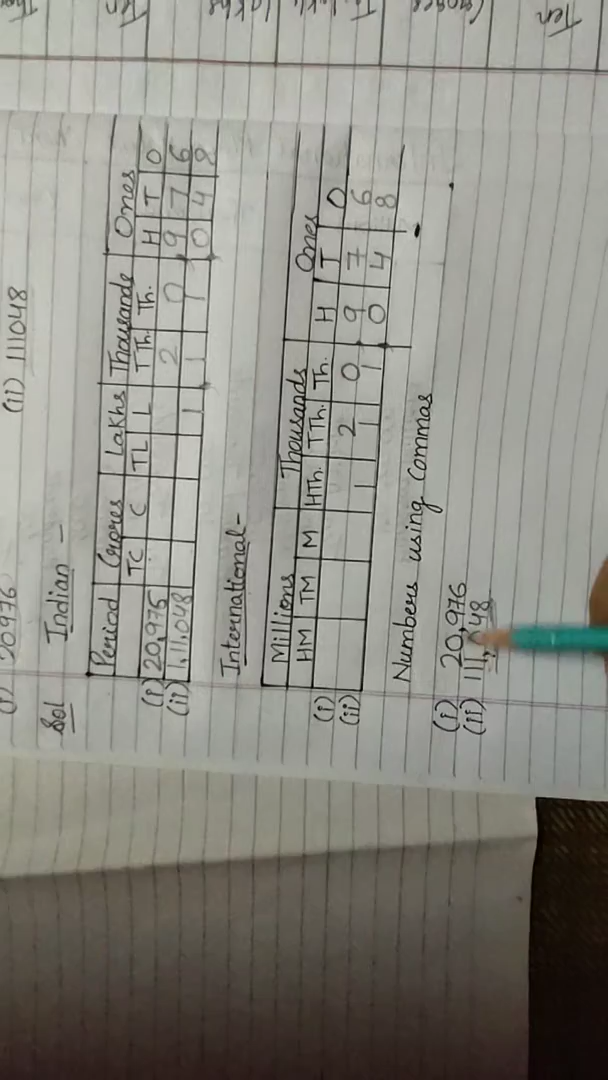 (i) 20976 (ii) 111048
Sol Indian -
Period Crores Lakhs Thousands Ones
TC C TL L T Th. Th. H T O
(i) 20,976 2 0 9 7 6
(ii) 1,11,048 1 1 1 0 4 8
International-
Millions Thousands Ones
HM TM M HTh. TTh. Th. H T O
(i) 2 0 9 7 6
(ii) 1 1 1 0 4 8
Numbers using Commas
(i) 20,976
(ii) 111,048